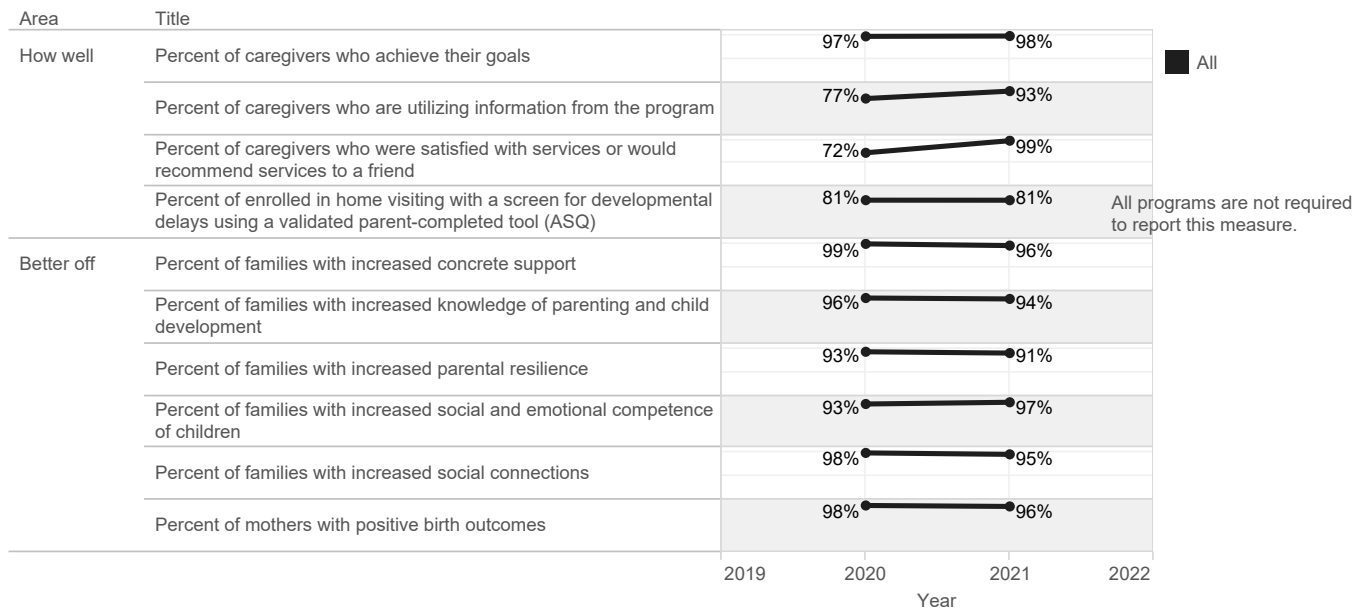 Area Title
How well Percent of caregivers who achieve their goals 97% 98%
All
Percent of caregivers who are utilizing information from the program 77% 93%
Percent of caregivers who were satisfied with services or would
recommend services to a friend
72% 99%
Percent of enrolled in home visiting with a screen for developmental
delays using a validated parent-completed tool (ASQ)
81% 81%
All programs are not required
to report this measure.
Better off Percent of families with increased concrete support 99% 96%
Percent of families with increased knowledge of parenting and child
development
96% 94%
Percent of families with increased parental resilience 93% 91%
Percent of families with increased social and emotional competence
of children
93% 97%
Percent of families with increased social connections 98% 95%
Percent of mothers with positive birth outcomes 98% 96%
2019 2020 2021 2022
Year